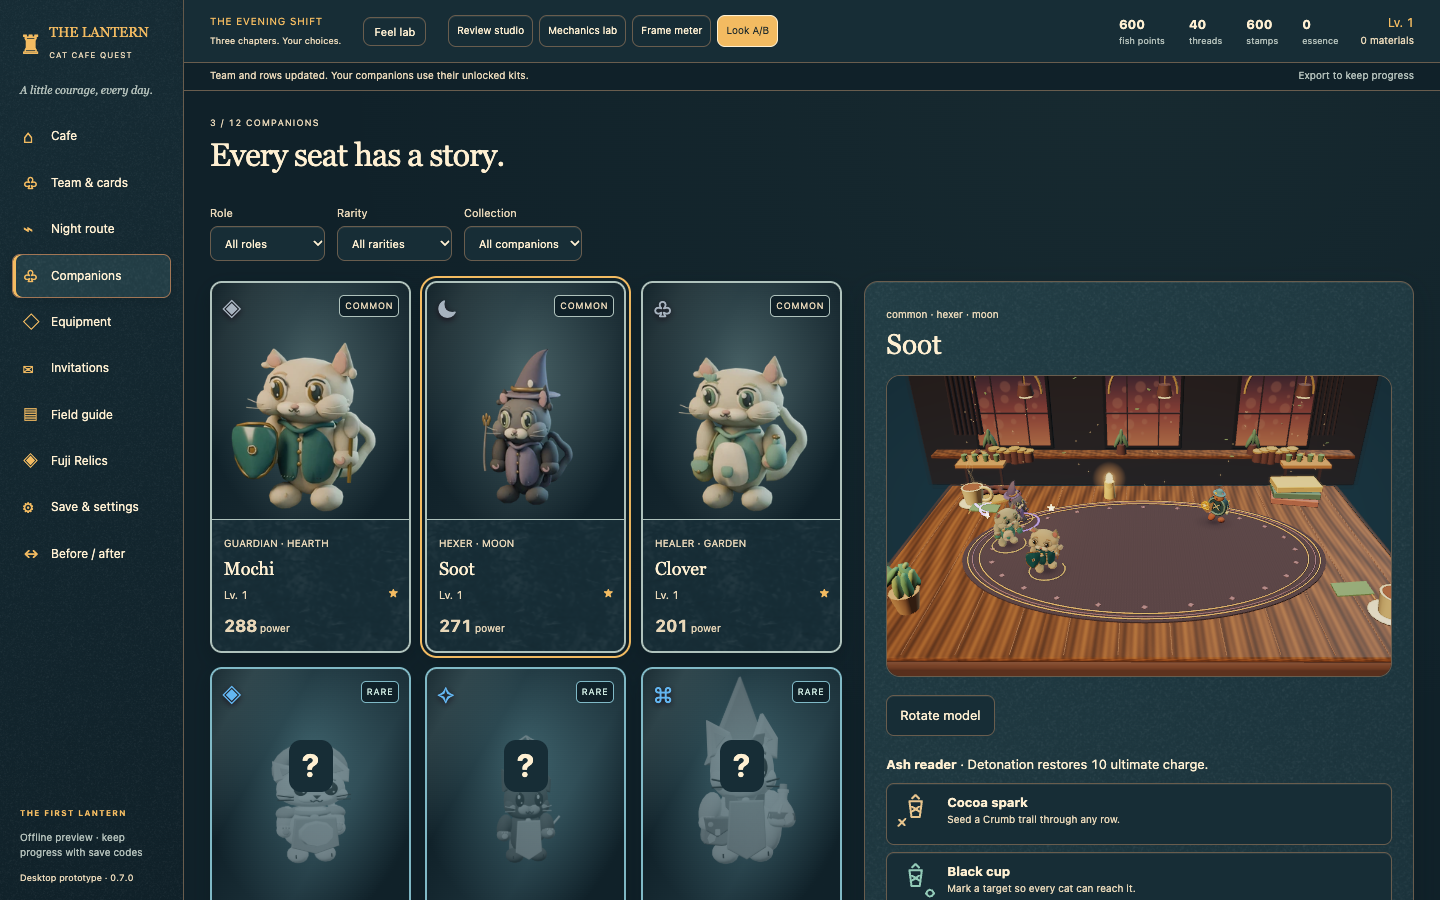 THE LANTERN
CAT CAFE QUEST
A little courage, every day.
Cafe
Team & cards
Night route
Companions
Equipment
Invitations
Field guide
Fuji Relics
Save & settings
Before / after
THE FIRST LANTERN
Offline preview · keep
progress with save codes
Desktop prototype · 0.7.0
THE EVENING SHIFT
Three chapters. Your choices.
Feel lab
Review studio
Mechanics lab
Frame meter
Look A/B
600
fish points
40
threads
600
stamps
0
essence
Lv. 1
0 materials
Team and rows updated. Your companions use their unlocked kits.
Export to keep progress
3 / 12 COMPANIONS
Every seat has a story.
Role
Rarity
Collection
All roles
All rarities
All companions
COMMON
GUARDIAN · HEARTH
Mochi
Lv. 1
288 power
COMMON
HEXER · MOON
Soot
Lv. 1
271 power
COMMON
HEALER · GARDEN
Clover
Lv. 1
201 power
RARE
?
RARE
?
RARE
?
common · hexer · moon
Soot
Rotate model
Ash reader · Detonation restores 10 ultimate charge.
Cocoa spark
Seed a Crumb trail through any row.
Black cup
Mark a target so every cat can reach it.